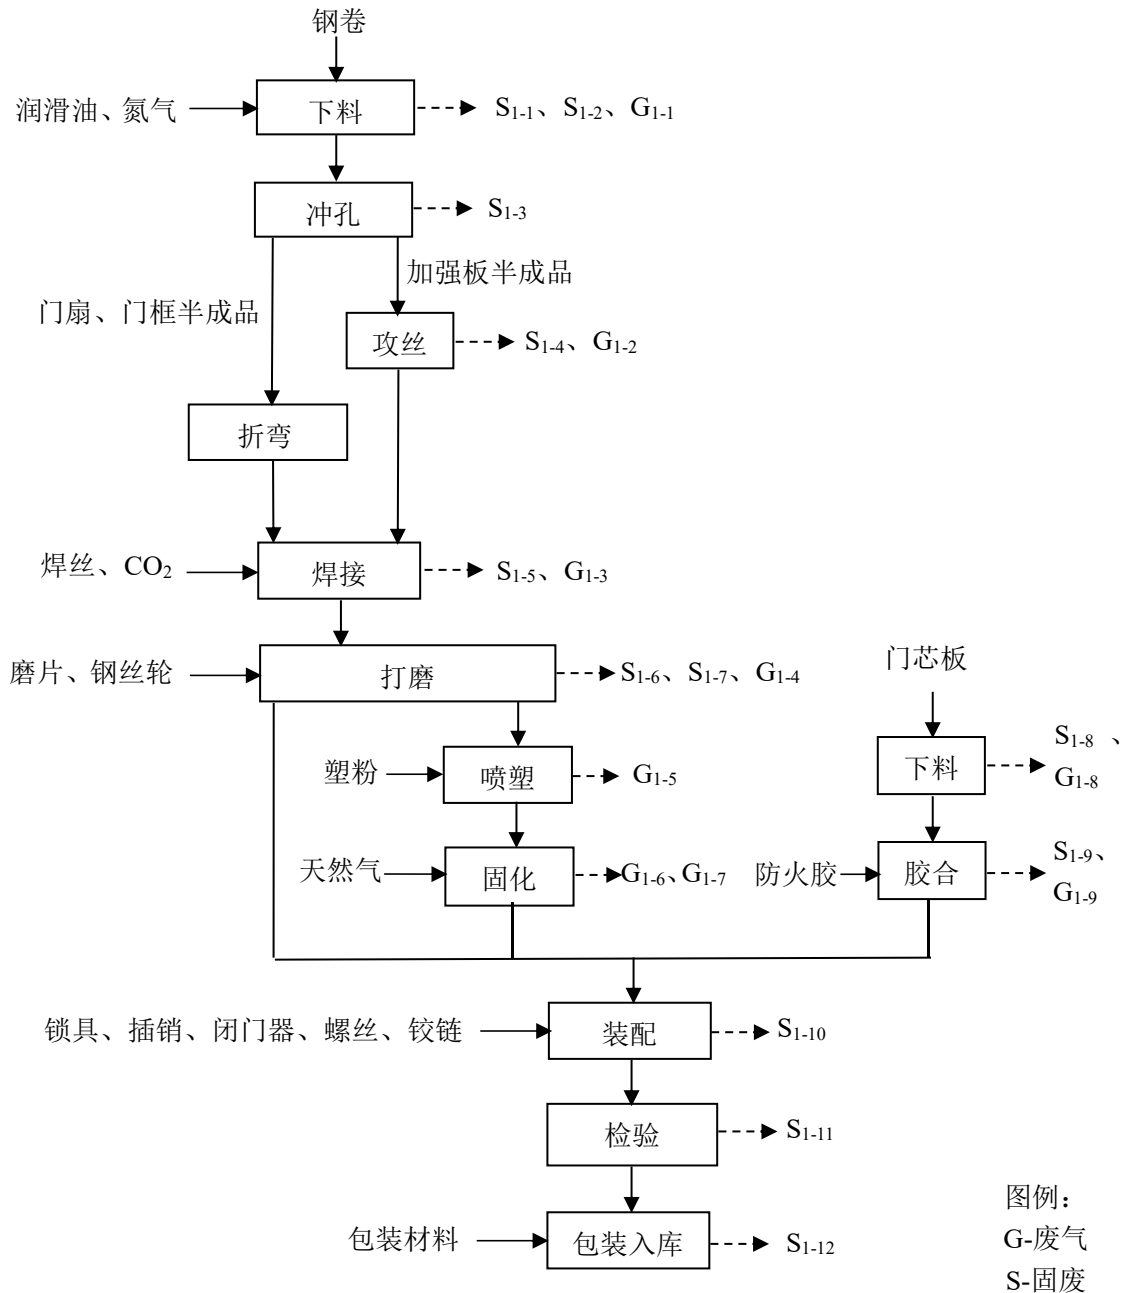 钢卷
润滑油、氮气
下料
S1-1、S1-2、G1-1
冲孔
S1-3
加强板半成品
门扇、门框半成品
攻丝
S1-4、G1-2
折弯
焊丝、CO2
焊接
S1-5、G1-3
磨片、钢丝轮
打磨
S1-6、S1-7、G1-4
门芯板
塑粉
喷塑
G1-5
下料
S1-8 、
G1-8
天然气
固化
G1-6、G1-7
防火胶
胶合
S1-9、
G1-9
锁具、插销、闭门器、螺丝、铰链
装配
S1-10
检验
S1-11
包装材料
包装入库
S1-12
图例：
G-废气
S-固废